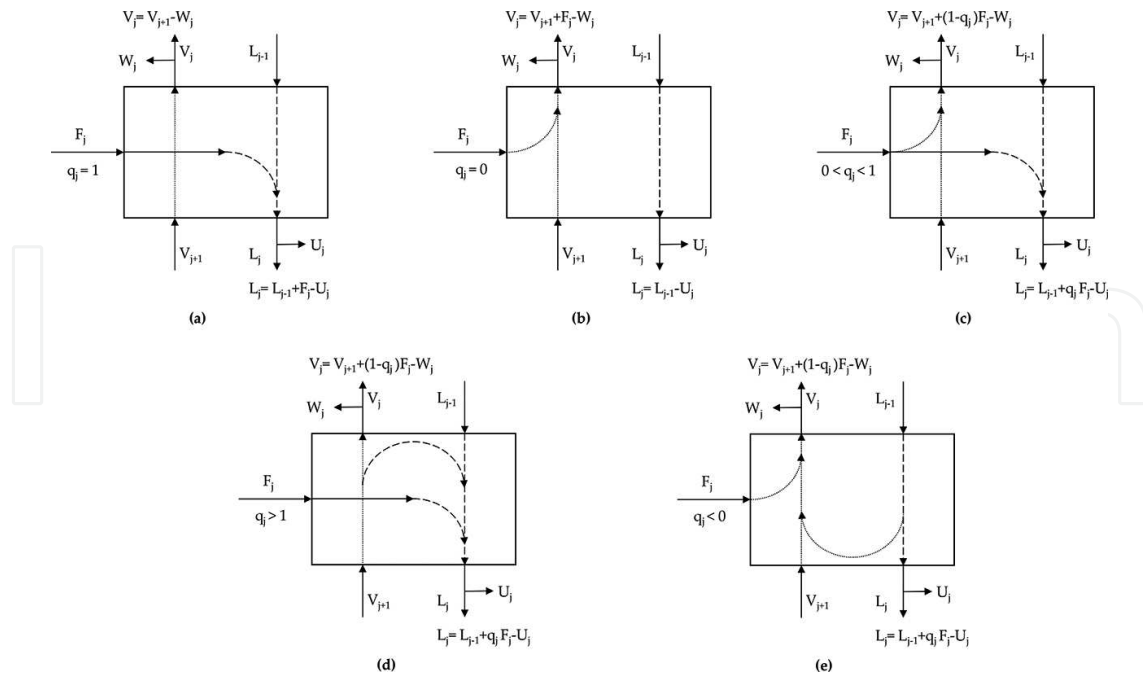 Vj= Vj+1-Wj
Wj
Vj
Lj-1
Fj
qj= 1
Vj+1
Lj
Uj
Lj= Lj-1+Fj-Uj
(a)
Vj= Vj+1+Fj-Wj
Wj
Vj
Lj-1
Fj
qj= 0
Vj+1
Lj
Uj
Lj= Lj-1-Uj
(b)
Vj= Vj+1+(1-qj)Fj-Wj
Wj
Vj
Lj-1
Fj
0 < qj< 1
Vj+1
Lj
Uj
Lj= Lj-1+qj Fj-Uj
(c)
Vj= Vj+1+(1-qj)Fj-Wj
Wj
Vj
Lj-1
Fj
qj> 1
Vj+1
Lj
Uj
Lj= Lj-1+qj Fj-Uj
(d)
Vj= Vj+1+(1-qj)Fj-Wj
Wj
Vj
Lj-1
Fj
qj< 0
Vj+1
Lj
Uj
Lj= Lj-1+qj Fj-Uj
(e)